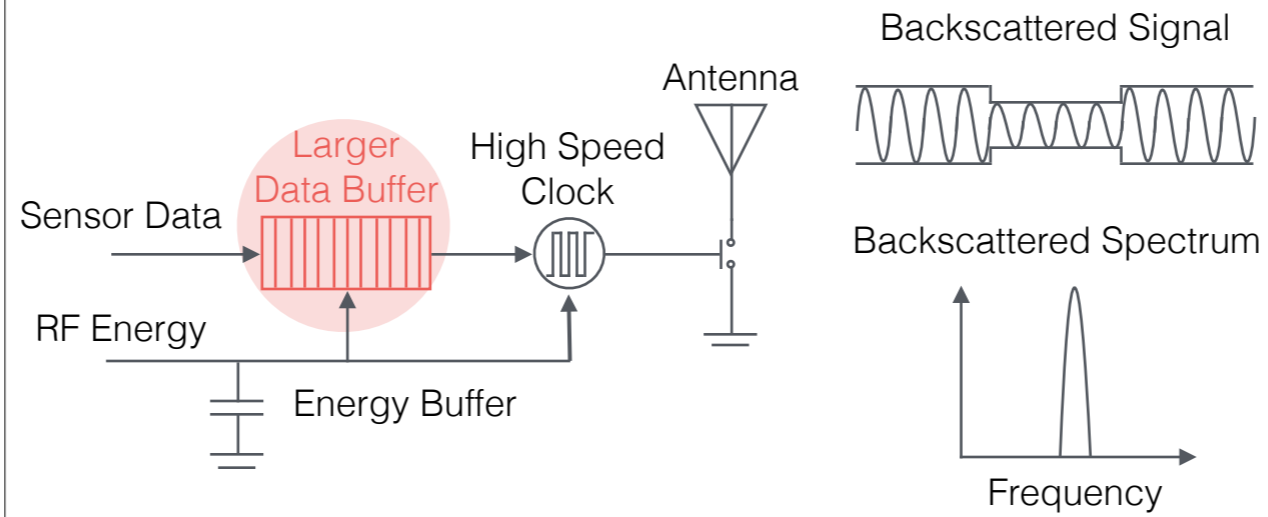 Backscattered Signal
Antenna
Larger
Data Buffer
High Speed
Clock
Sensor Data
Backscattered Spectrum
RF Energy
Energy Buffer
Frequency